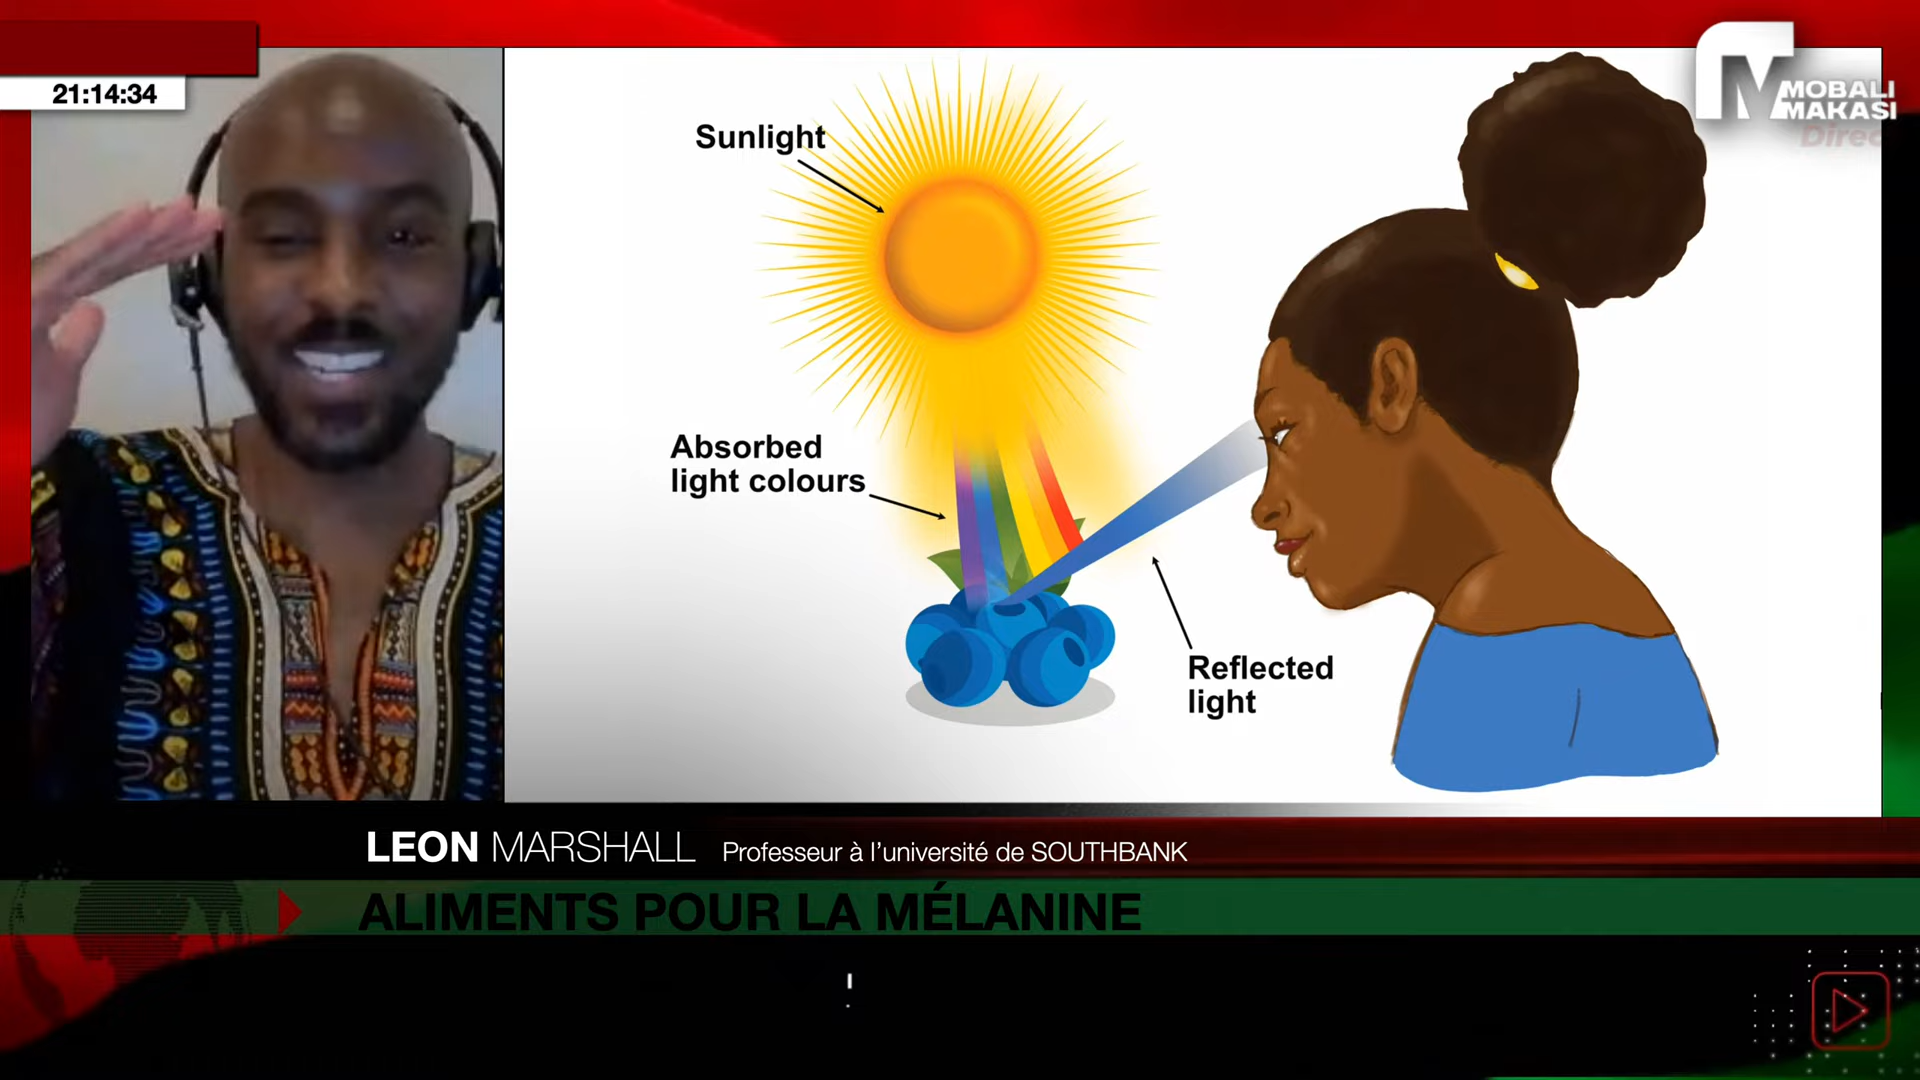 21:14:34
MOBALI
MAKASI
Direc
Sunlight
Absorbed
light colours
Reflected
light
LEON MARSHALL Professeur à l’université de SOUTHBANK
ALIMENTS POUR LA MÉLANINE